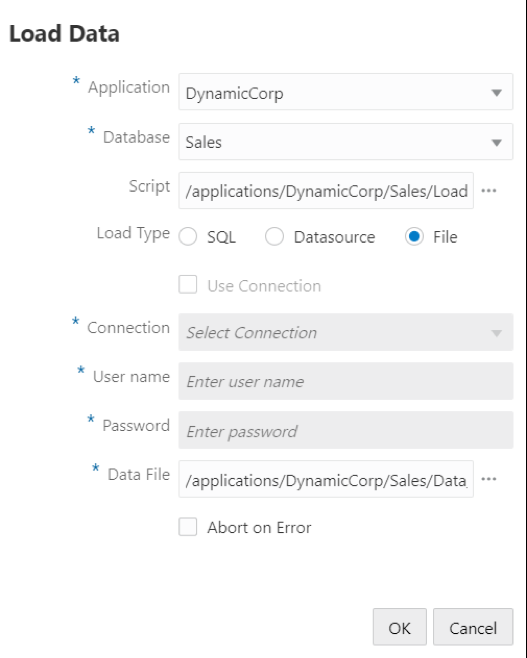 Load Data
* Application DynamicCorp
* Database Sales
Script /applications/DynamicCorp/Sales/Load ...
Load Type SQL Datasource File
Use Connection
* Connection Select Connection
* User name Enter user name
* Password Enter password
* Data File /applications/DynamicCorp/Sales/Data_ ...
Abort on Error
OK Cancel